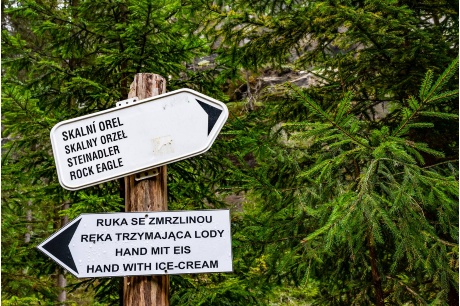 SKALNÍ OREL
SKALNY ORZEL
STEINADLER
ROCK EAGLE
RUKA SE ZMRZLINOU
RĘKA TRZYMAJĄCA LODY
HAND MIT EIS
HAND WITH ICE-CREAM